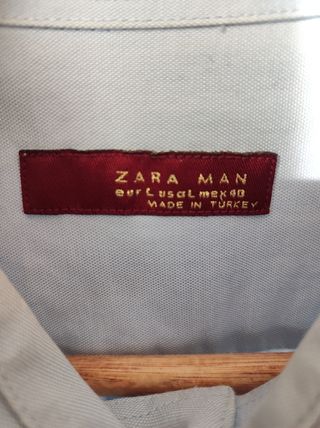 ZARA MAN
eur L usa L mex 40
MADE IN TURKEY